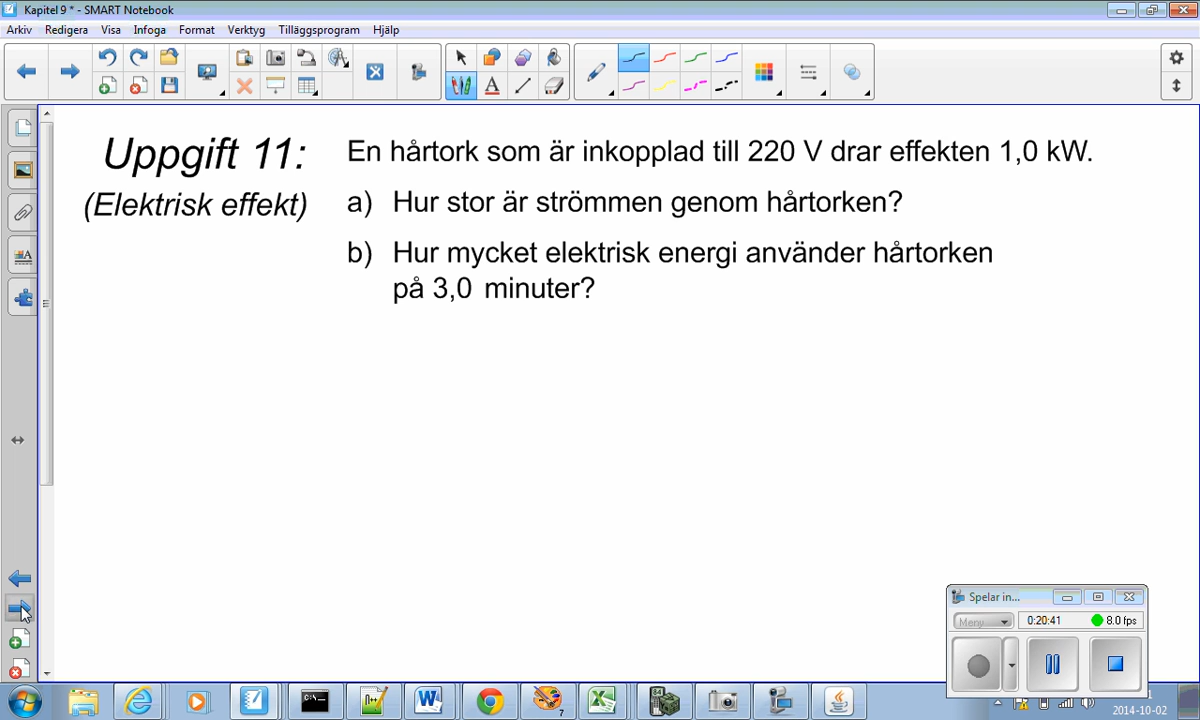 Kapitel 9 * - SMART Notebook
Arkiv Redigera Visa Infoga Format Verktyg Tilläggsprogram Hjälp
Uppgift 11: En hårtork som är inkopplad till 220 V drar effekten 1,0 kW.
(Elektrisk effekt) a) Hur stor är strömmen genom hårtorken?
b) Hur mycket elektrisk energi använder hårtorken
på 3,0 minuter?
Spelar in...
Meny 0:20:41 8.0 fps
2014-10-02